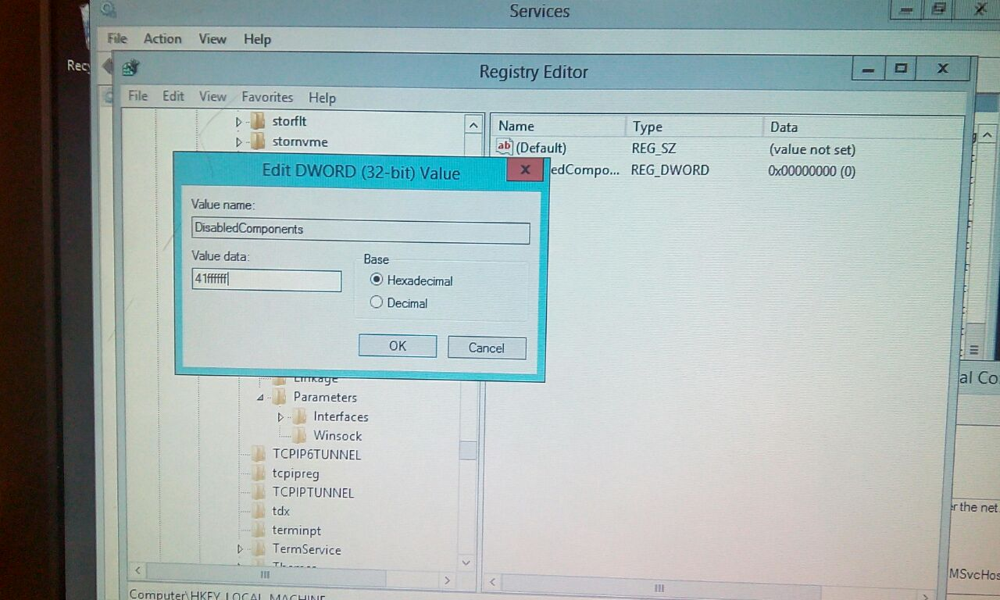 Services
File Action View Help
Registry Editor
File Edit View Favorites Help
storflt
stornvme
Name Type Data
ab (Default) REG_SZ (value not set)
edCompo... REG_DWORD 0x00000000 (0)
Edit DWORD (32-bit) Value
Value name:
DisabledComponents
Value data:
41ffffff
Base
Hexadecimal
Decimal
OK Cancel
Linkage
Parameters
Interfaces
Winsock
TCPIP6TUNNEL
tcpipreg
TCPIPTUNNEL
tdx
terminpt
TermService
Computer\HKEY_LOCAL_MACHINE
Recy
al Co
r the net
MSvcHos